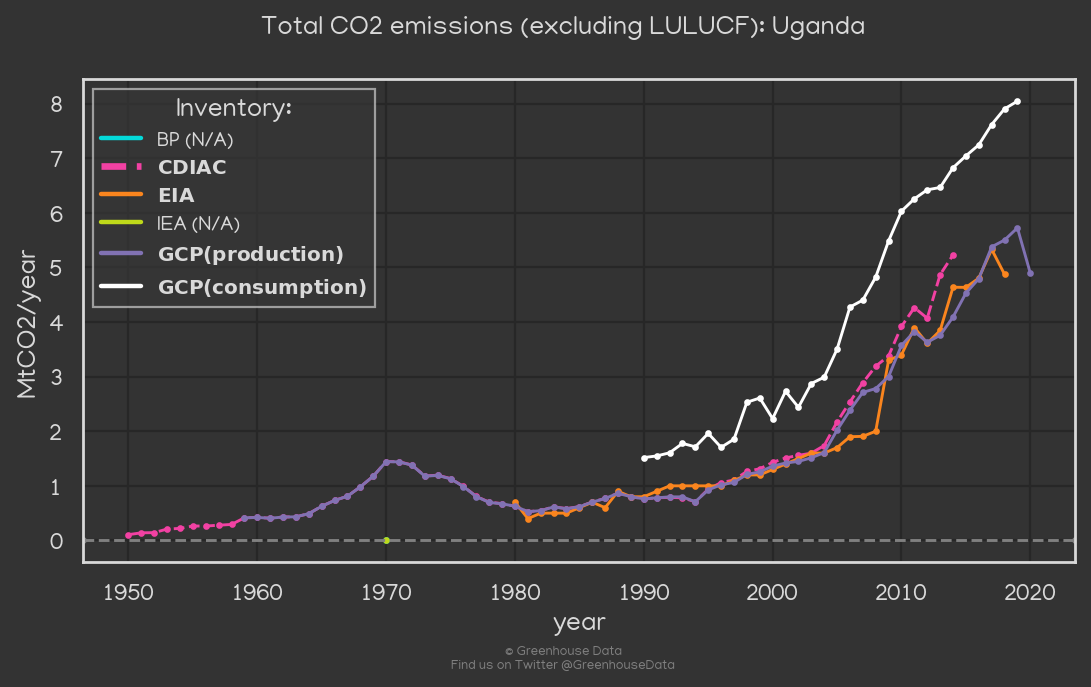 Total CO2 emissions (excluding LULUCF): Uganda
Inventory:
BP (N/A)
CDIAC
EIA
IEA (N/A)
GCP(production)
GCP(consumption)
8
7
6
5
4
3
2
1
0
MtCO2/year
1950 1960 1970 1980 1990 2000 2010 2020
year
© Greenhouse Data
Find us on Twitter @GreenhouseData